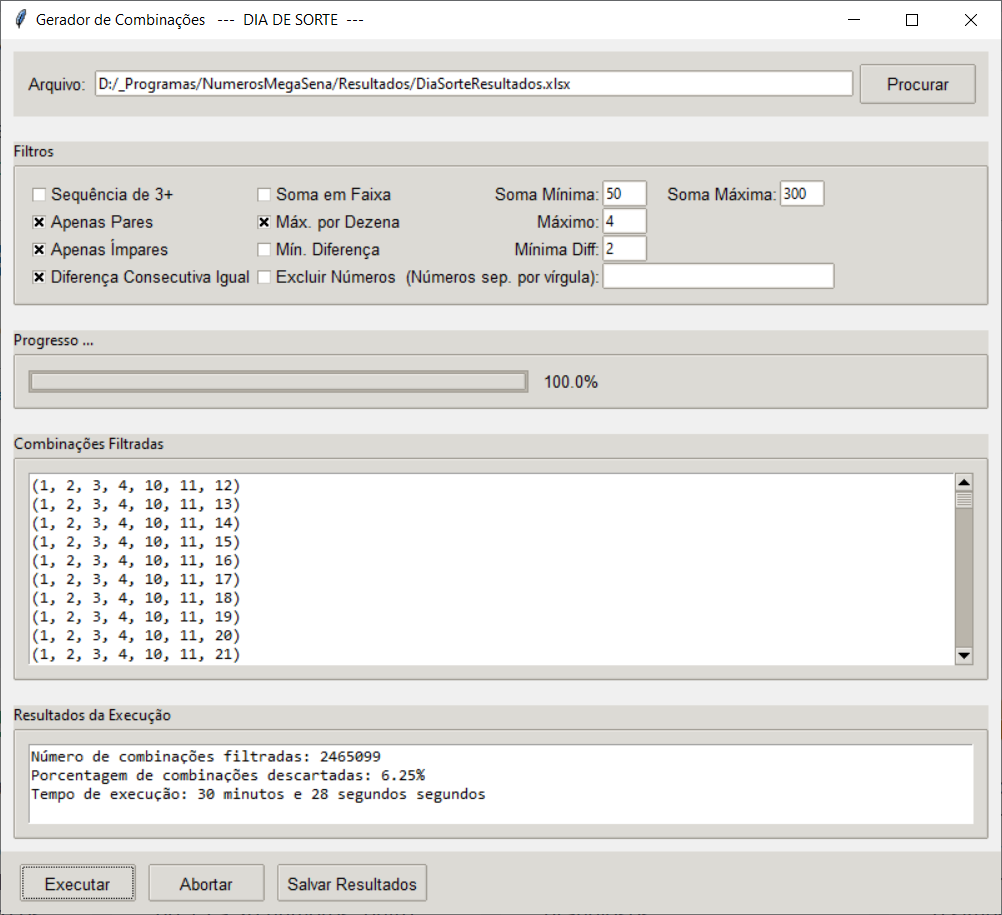 Gerador de Combinações --- DIA DE SORTE ---
Arquivo: D:/_Programas/NumerosMegaSena/Resultados/DiaSorteResultados.xlsx Procurar
Filtros
Sequência de 3+ Soma em Faixa Soma Mínima: 50 Soma Máxima: 300
Apenas Pares Máx. por Dezena Máximo: 4
Apenas Ímpares Mín. Diferença Mínima Diff: 2
Diferença Consecutiva Igual Excluir Números (Números sep. por vírgula):
Progresso ...
100.0%
Combinações Filtradas
(1, 2, 3, 4, 10, 11, 12)
(1, 2, 3, 4, 10, 11, 13)
(1, 2, 3, 4, 10, 11, 14)
(1, 2, 3, 4, 10, 11, 15)
(1, 2, 3, 4, 10, 11, 16)
(1, 2, 3, 4, 10, 11, 17)
(1, 2, 3, 4, 10, 11, 18)
(1, 2, 3, 4, 10, 11, 19)
(1, 2, 3, 4, 10, 11, 20)
(1, 2, 3, 4, 10, 11, 21)
Resultados da Execução
Número de combinações filtradas: 2465099
Porcentagem de combinações descartadas: 6.25%
Tempo de execução: 30 minutos e 28 segundos segundos
Executar Abortar Salvar Resultados